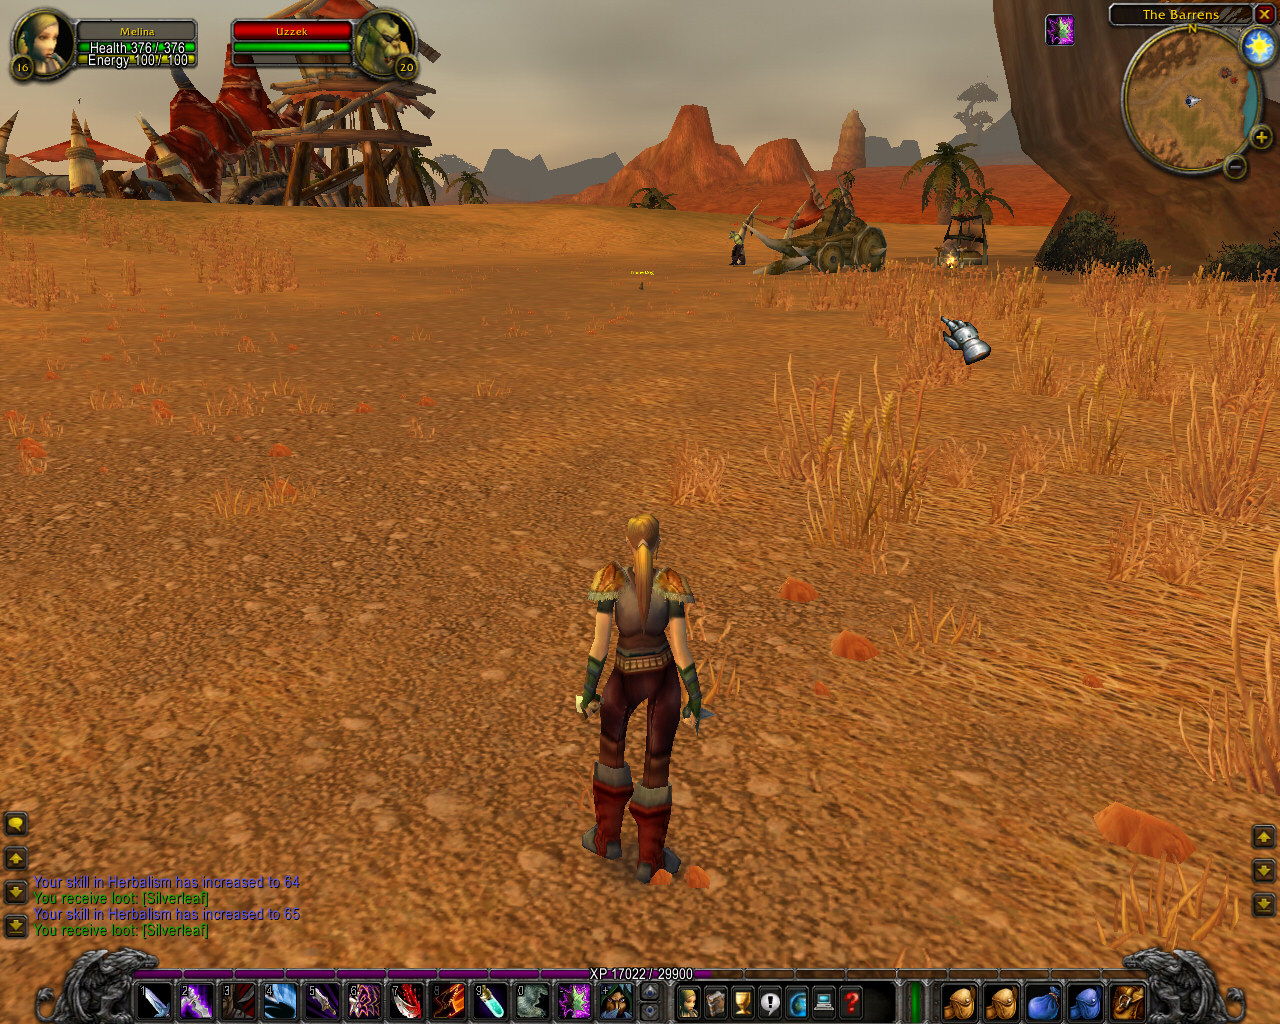 Melina
Health 376 / 376
Energy 100 / 100
16
Uzzek
20
The Barrens
N
Your skill in Herbalism has increased to 64
You receive loot: [Silverleaf]
Your skill in Herbalism has increased to 65
You receive loot: [Silverleaf]
XP 17022 / 29900
1 2 3 4 5 6 7 8 9 0 - +